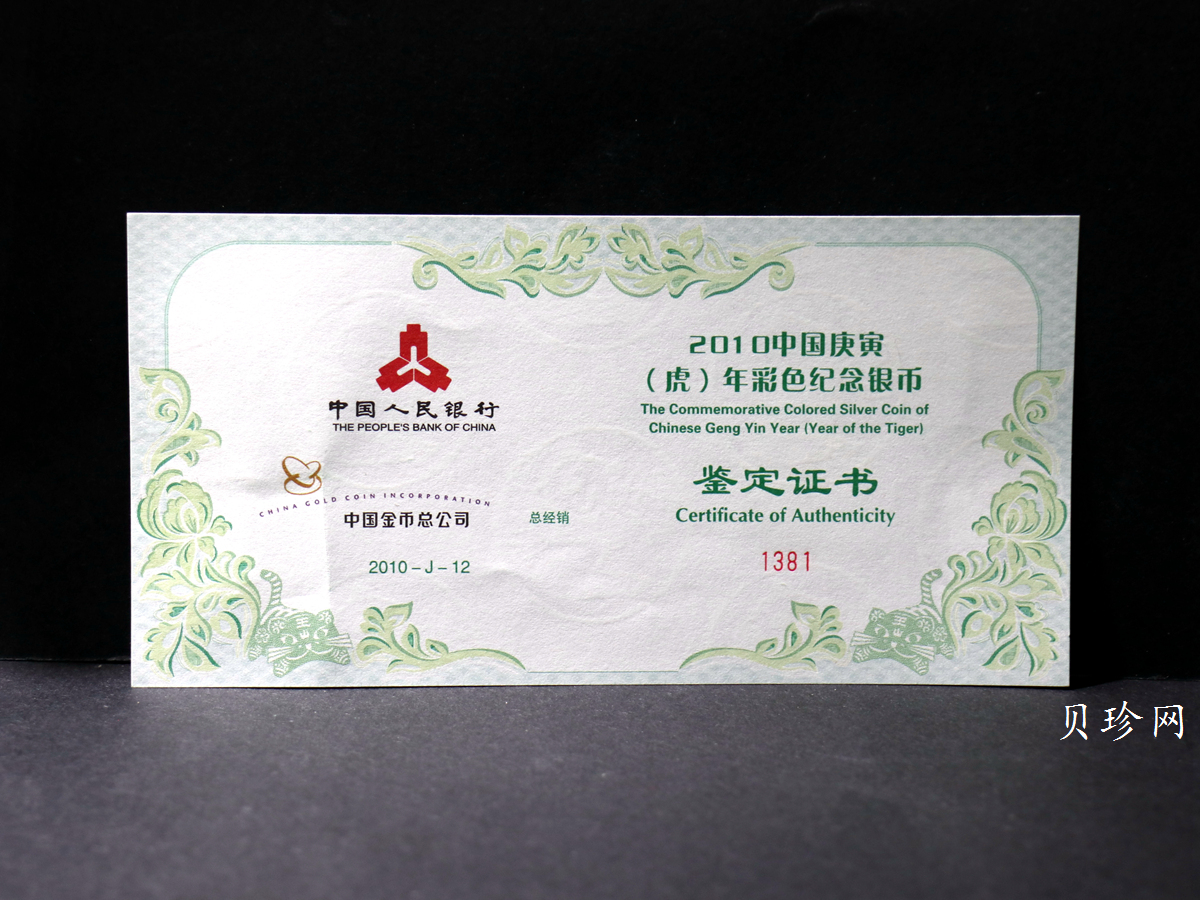 中国人民银行
THE PEOPLE'S BANK OF CHINA
CHINA GOLD COIN INCORPORATION
中国金币总公司 总经销
2010－J－12
2010中国庚寅
（虎）年彩色纪念银币
The Commemorative Colored Silver Coin of
Chinese Geng Yin Year (Year of the Tiger)
鉴定证书
Certificate of Authenticity
1381
王
王
贝珍网